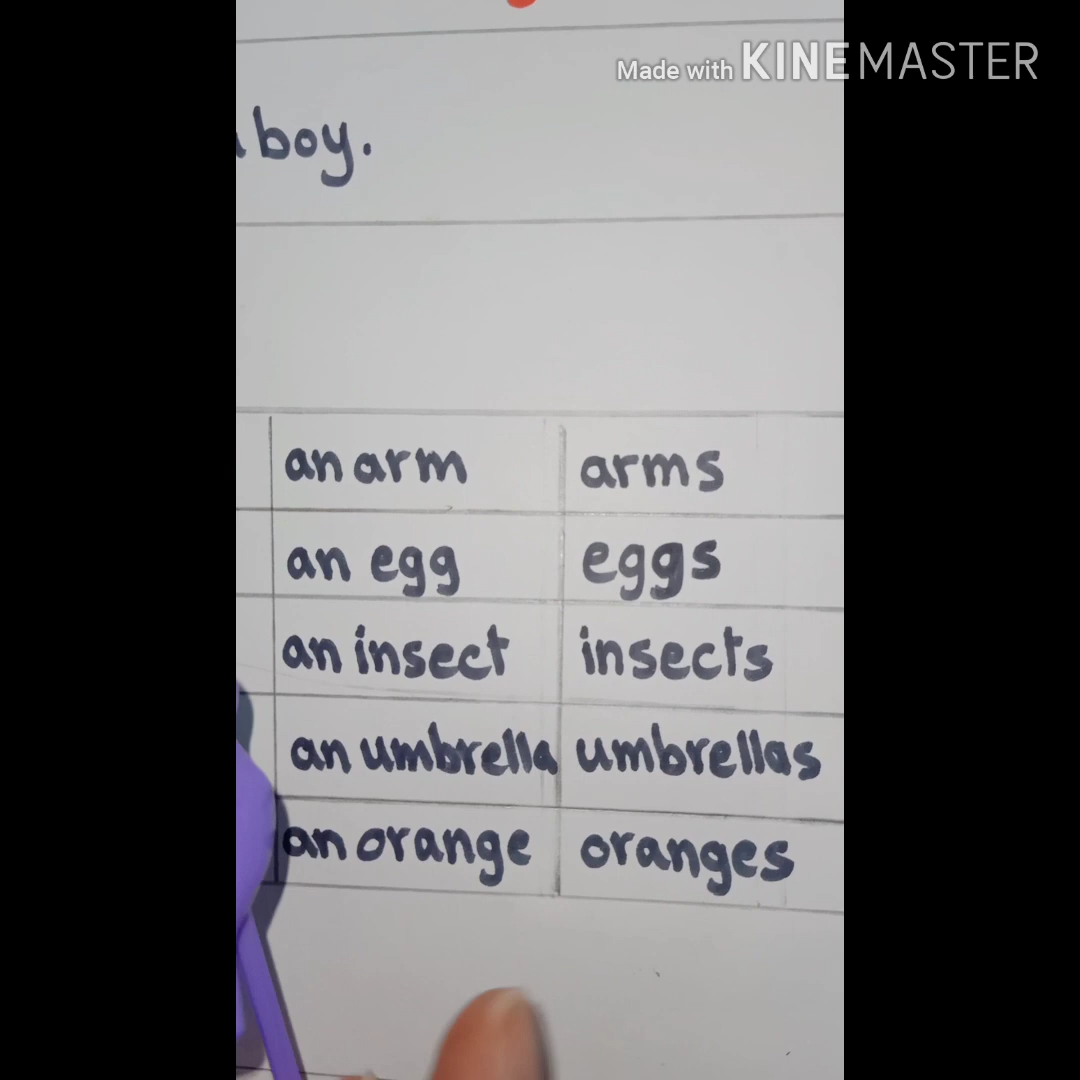 Made with KINEMASTER
boy.
an arm arms
an egg eggs
an insect insects
an umbrella umbrellas
an orange oranges